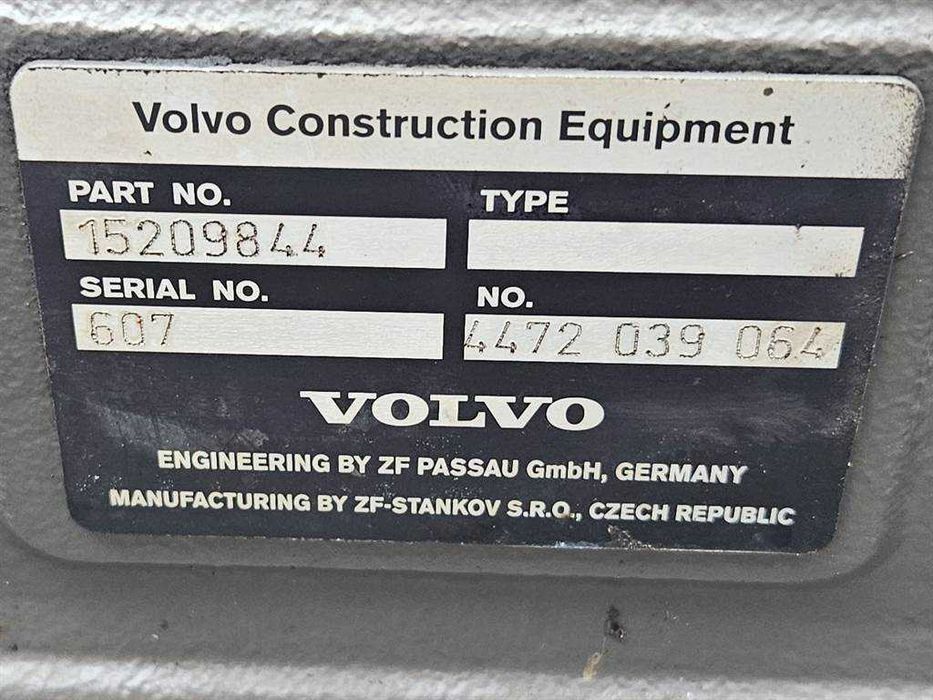 Volvo Construction Equipment
PART NO. TYPE
15209844
SERIAL NO. NO.
607 4472 039 064
VOLVO
ENGINEERING BY ZF PASSAU GmbH, GERMANY
MANUFACTURING BY ZF-STANKOV S.R.O., CZECH REPUBLIC